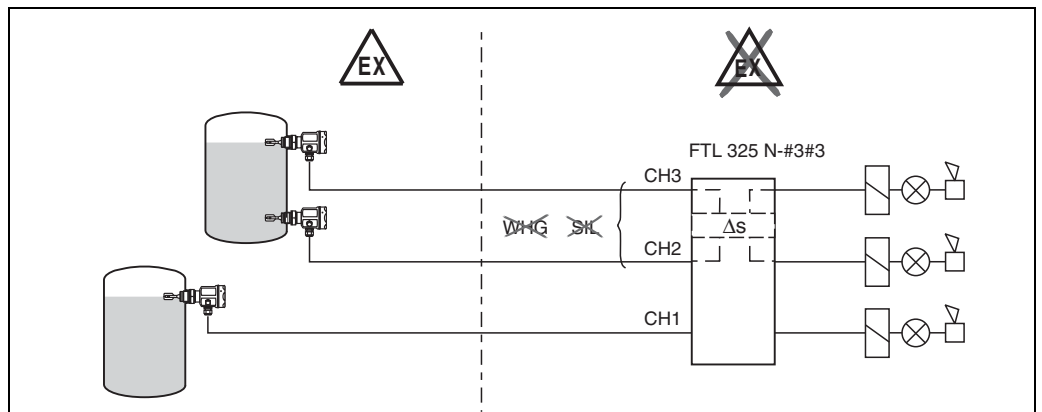 EX
EX
FTL 325 N-#3#3
CH3
WHG SIL
Δs
CH2
CH1